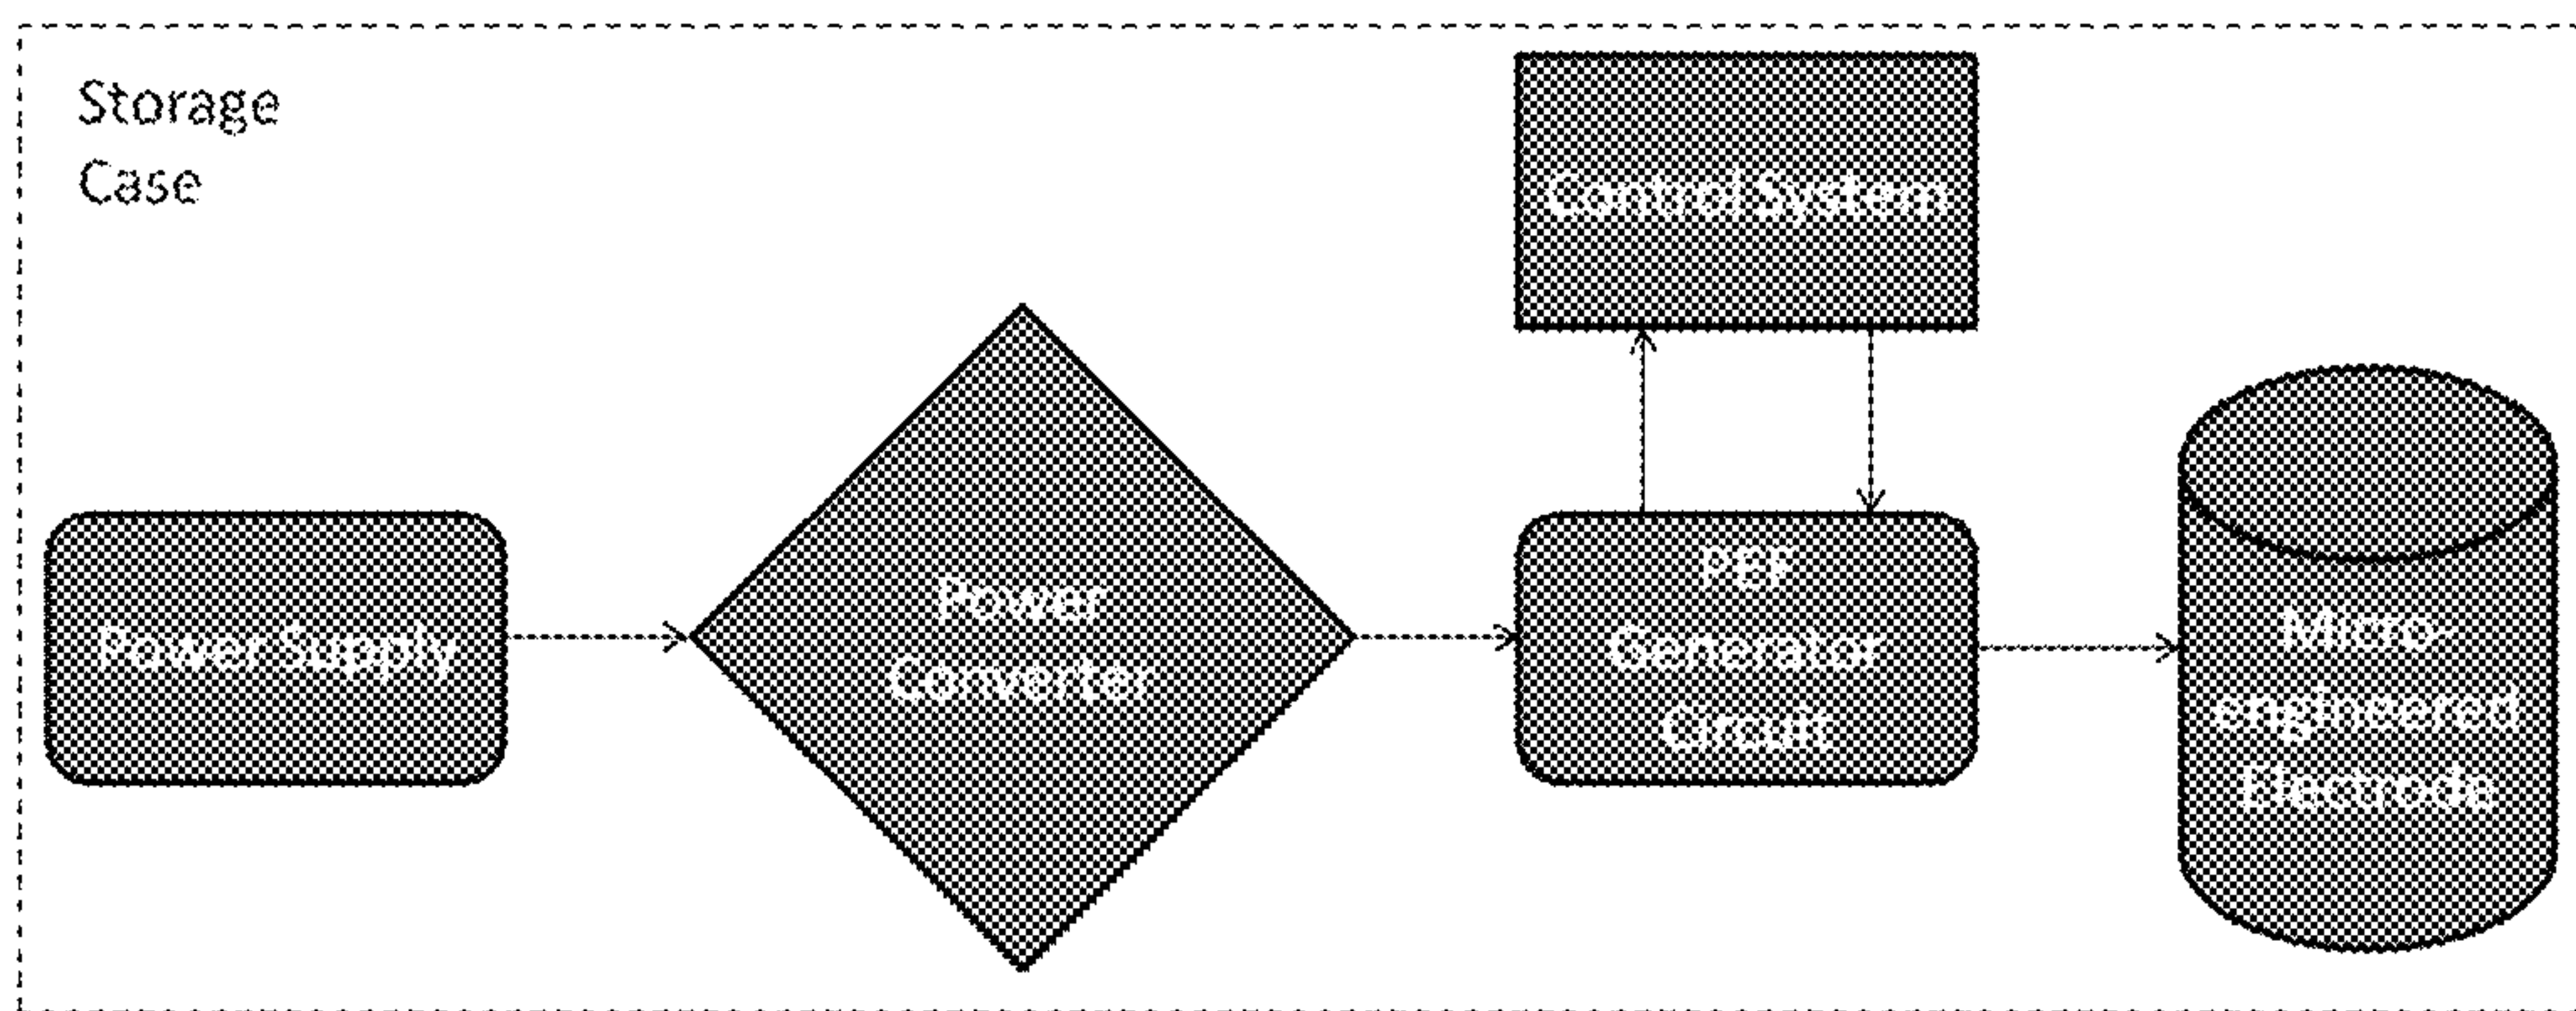 Storage
Case
Control System
Power Supply
Power
Converter
PEF
Generator
Circuit
Micro-
engineered
Electrode